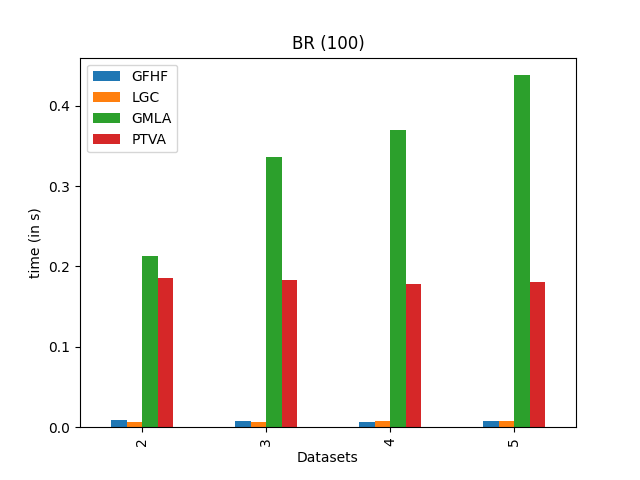 BR (100)
GFHF
LGC
GMLA
PTVA
time (in s)
0.4
0.3
0.2
0.1
0.0
2
3
4
5
Datasets